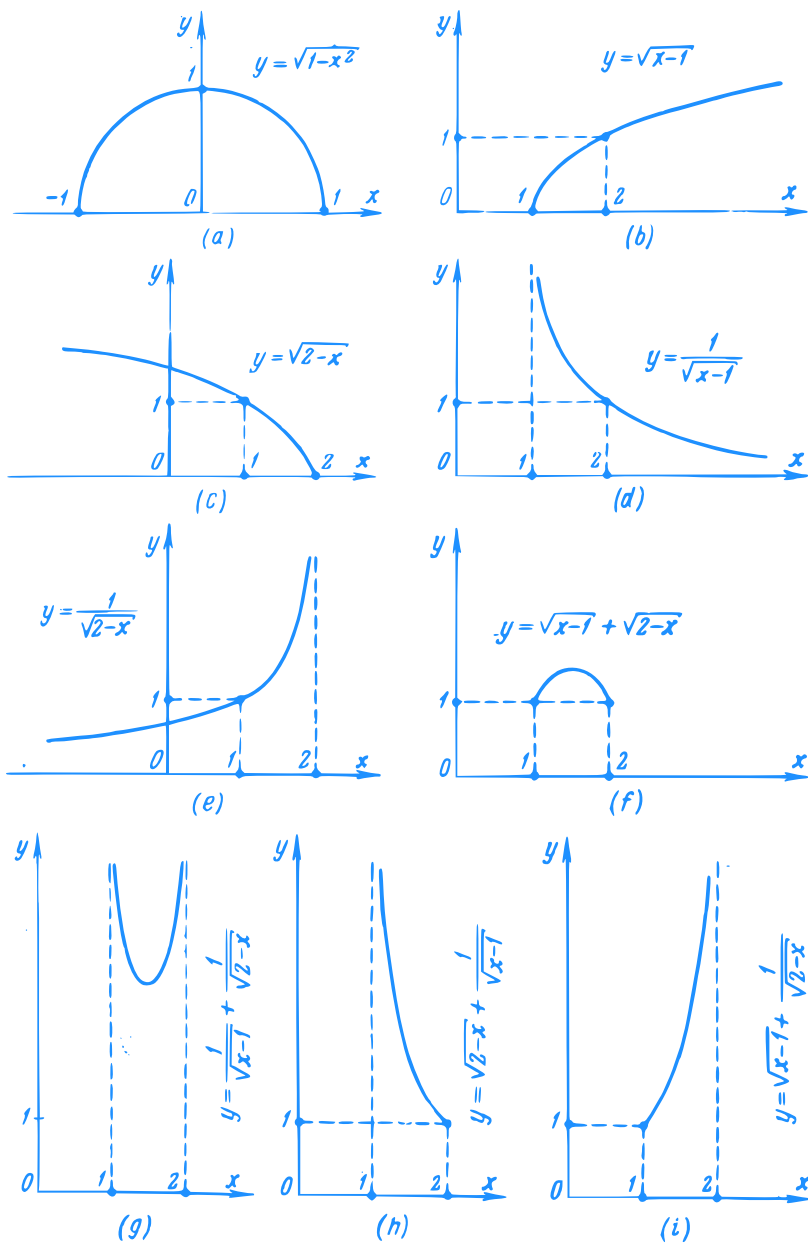 y
y = √(1−x²)
1
−1 0 1 x
(a)
y
y = √(x−1)
1
0 1 2 x
(b)
y
y = √(2−x)
1
0 1 2 x
(c)
y
y = 1/√(x−1)
1
0 1 2 x
(d)
y
y = 1/√(2−x)
1
0 1 2 x
(e)
y
y = √(x−1) + √(2−x)
1
0 1 2 x
(f)
y
y = 1/√(x−1) + 1/√(2−x)
1
0 1 2 x
(g)
y
y = √(2−x) + 1/√(x−1)
1
0 1 2 x
(h)
y
y = √(x−1) + 1/√(2−x)
1
0 1 2 x
(i)